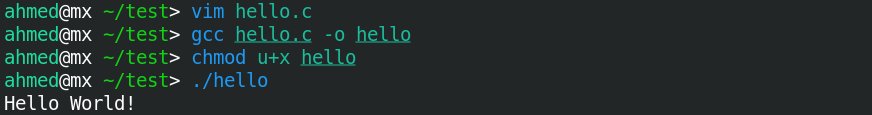 ahmed@mx ~/test> vim hello.c
ahmed@mx ~/test> gcc hello.c -o hello
ahmed@mx ~/test> chmod u+x hello
ahmed@mx ~/test> ./hello
Hello World!